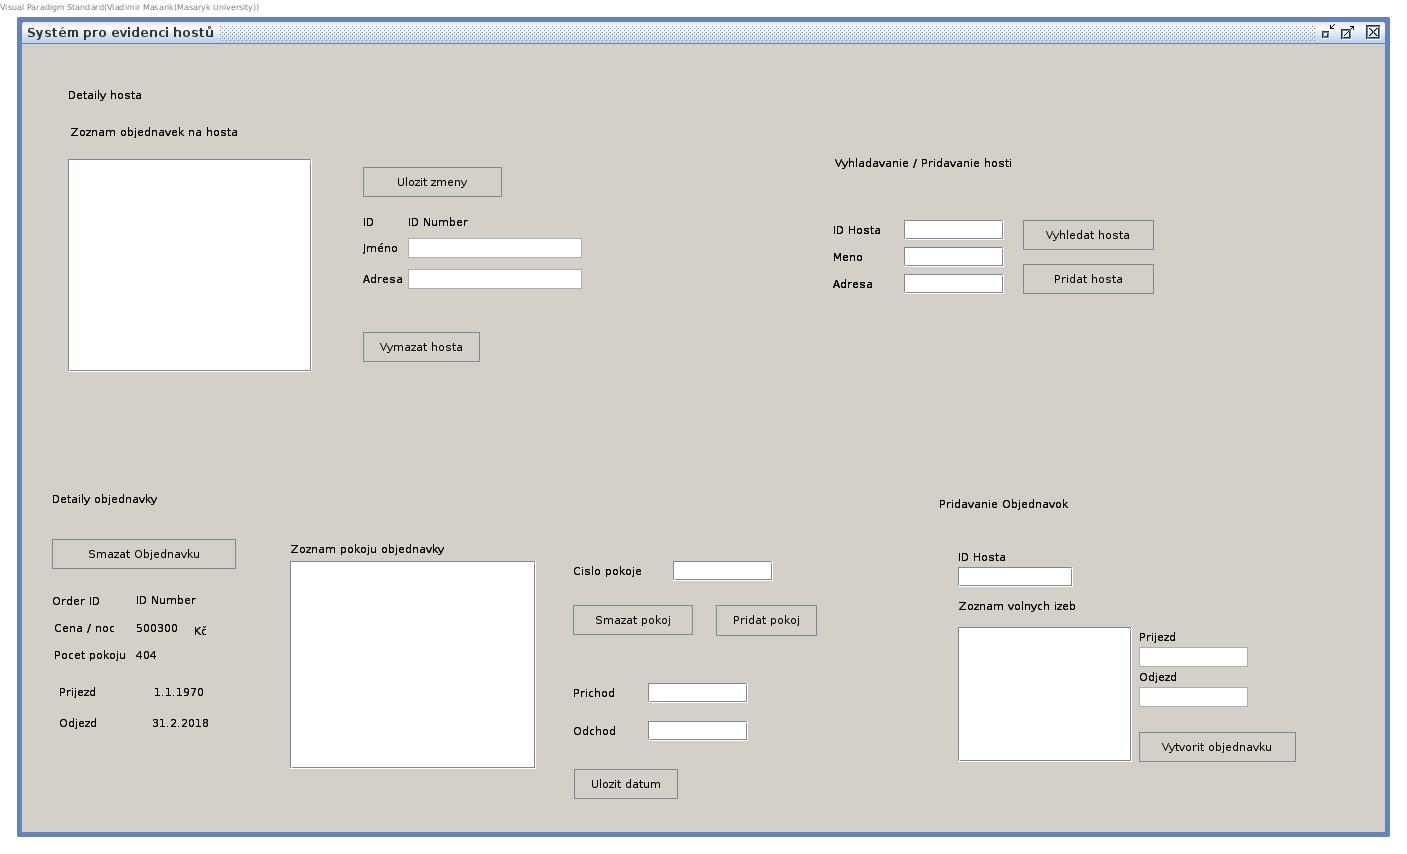 Visual Paradigm Standard(Vladimir Masarik(Masaryk University))
Systém pro evidenci hostů
Detaily hosta
Zoznam objednavek na hosta
Ulozit zmeny
ID ID Number
Jméno
Adresa
Vymazat hosta
Vyhladavanie / Pridavanie hosti
ID Hosta
Vyhledat hosta
Meno
Pridat hosta
Adresa
Detaily objednavky
Smazat Objednavku
Order ID ID Number
Cena / noc 500300 Kč
Pocet pokoju 404
Prijezd 1.1.1970
Odjezd 31.2.2018
Zoznam pokoju objednavky
Cislo pokoje
Smazat pokoj Pridat pokoj
Prichod
Odchod
Ulozit datum
Pridavanie Objednavok
ID Hosta
Zoznam volnych izeb
Prijezd
Odjezd
Vytvorit objednavku